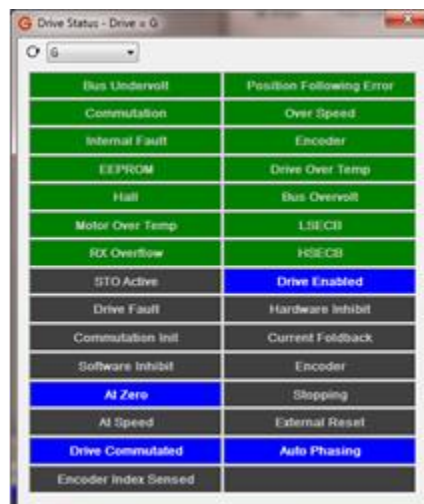 Drive Status - Drive = G
G
Bus Undervolt Position Following Error
Commutation Over Speed
Internal Fault Encoder
EEPROM Drive Over Temp
Hall Bus Overvolt
Motor Over Temp LSECB
RX Overflow HSECB
STO Active Drive Enabled
Drive Fault Hardware Inhibit
Commutation Init Current Foldback
Software Inhibit Encoder
At Zero Stopping
At Speed External Reset
Drive Commutated Auto Phasing
Encoder Index Sensed